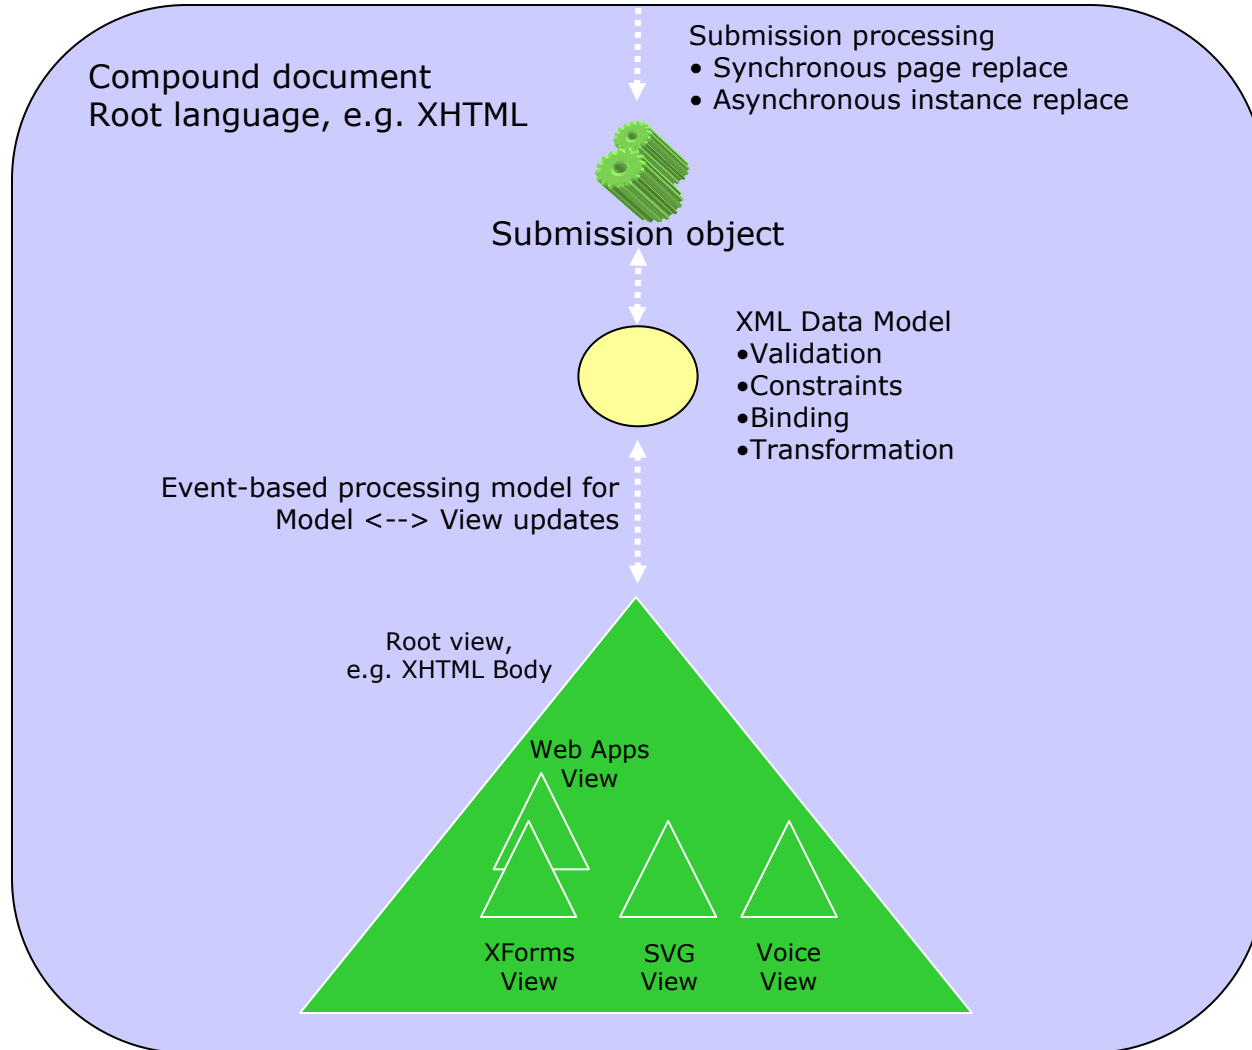 Submission processing
• Synchronous page replace
• Asynchronous instance replace
Compound document
Root language, e.g. XHTML
Submission object
XML Data Model
•Validation
•Constraints
•Binding
•Transformation
Event-based processing model for
Model <--> View updates
Root view,
e.g. XHTML Body
Web Apps
View
XForms
View
SVG
View
Voice
View